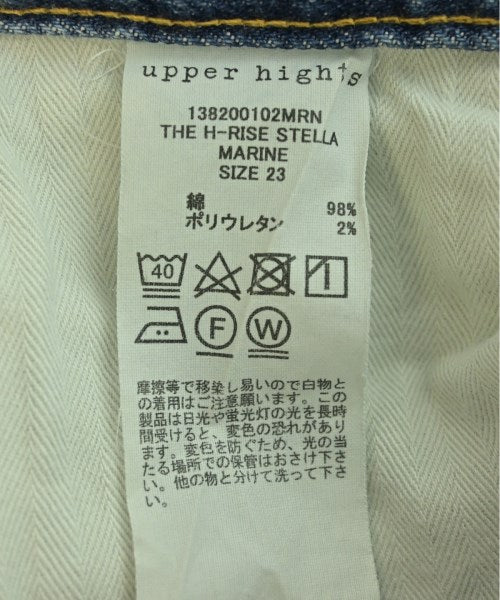 upper hights
138200102MRN
THE H-RISE STELLA
MARINE
SIZE 23
綿 98%
ポリウレタン 2%
40
F W
摩擦等で移染し易いので白物と
の着用はご注意願います。この
製品は日光や蛍光灯の光を長時
間受けると、変色の恐れがあり
ます。変色を防ぐため、光の当
たる場所での保管はおさけ下さ
い。他の物と分けて洗って下さ
い。